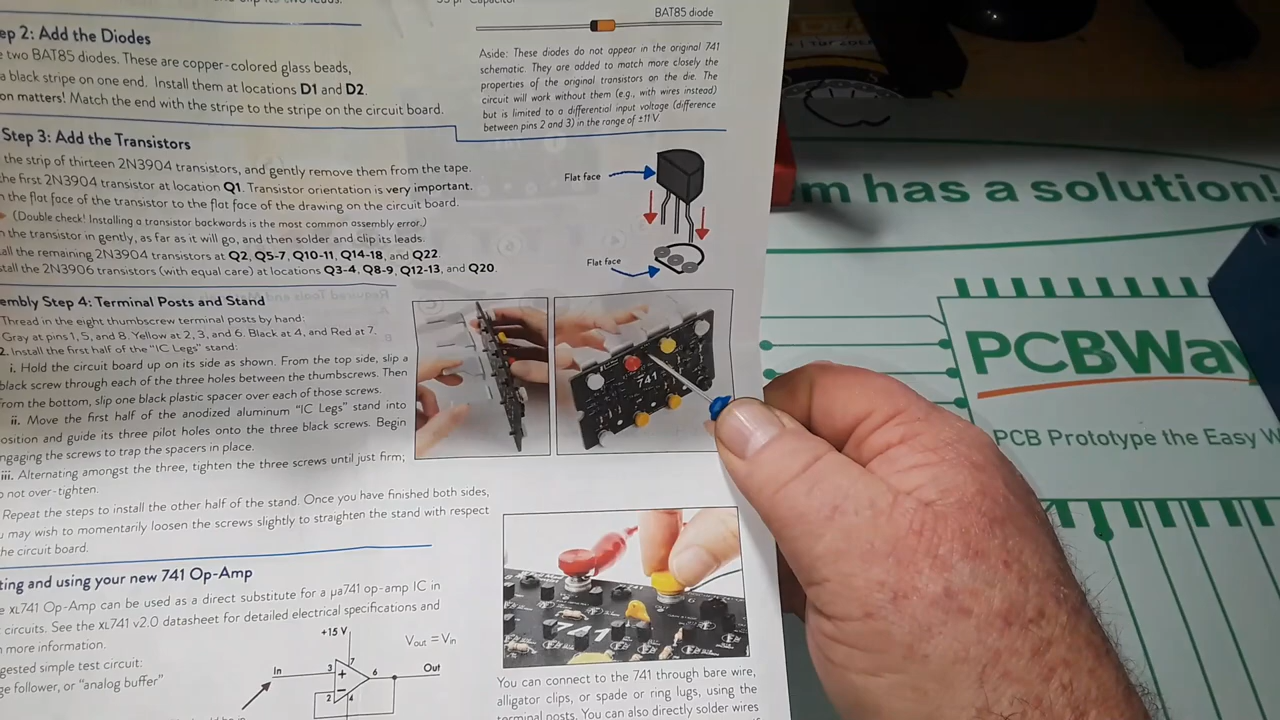 ep 2: Add the Diodes
two BAT85 diodes. These are copper-colored glass beads,
a black stripe on one end. Install them at locations D1 and D2.
on matters! Match the end with the stripe to the stripe on the circuit board.
BAT85 diode
Aside: These diodes do not appear in the original 741
schematic. They are added to match more closely the
properties of the original transistors on the die. The
circuit will work without them (e.g., with wires instead)
but is limited to a differential input voltage (difference
between pins 2 and 3) in the range of ±11 V
Step 3: Add the Transistors
the strip of thirteen 2N3904 transistors, and gently remove them from the tape.
the first 2N3904 transistor at location Q1. Transistor orientation is very important.
the flat face of the transistor to the flat face of the drawing on the circuit board.
(Double check! Installing a transistor backwards is the most common assembly error.)
the transistor in gently, as far as it will go, and then solder and clip its leads.
all the remaining 2N3904 transistors at Q2, Q5-7, Q10-11, Q14-18, and Q22.
tall the 2N3906 transistors (with equal care) at locations Q3-4, Q8-9, Q12-13, and Q20.
Flat face
Flat face
embly Step 4: Terminal Posts and Stand
Thread in the eight thumbscrew terminal posts by hand:
Gray at pins 1, 5, and 8. Yellow at 2, 3, and 6. Black at 4, and Red at 7.
2. Install the first half of the "IC Legs" stand:
i. Hold the circuit board up on its side as shown. From the top side, slip a
black screw through each of the three holes between the thumbscrews. Then
from the bottom, slip one black plastic spacer over each of those screws.
ii. Move the first half of the anodized aluminum "IC Legs" stand into
osition and guide its three pilot holes onto the three black screws. Begin
ngaging the screws to trap the spacers in place.
iii. Alternating amongst the three, tighten the three screws until just firm;
o not over-tighten.
Repeat the steps to install the other half of the stand. Once you have finished both sides,
u may wish to momentarily loosen the screws slightly to straighten the stand with respect
he circuit board.
741
ting and using your new 741 Op-Amp
e XL741 Op-Amp can be used as a direct substitute for a µa741 op-amp IC in
circuits. See the XL741 v2.0 datasheet for detailed electrical specifications and
more information.
gested simple test circuit:
ge follower, or "analog buffer"
+15 V
Vout = Vin
In
3
+
7
6
Out
2
−
4
You can connect to the 741 through bare wire,
alligator clips, or spade or ring lugs, using the
terminal posts. You can also directly solder wires
m has a solution!
PCBWay
PCB Prototype the Easy W